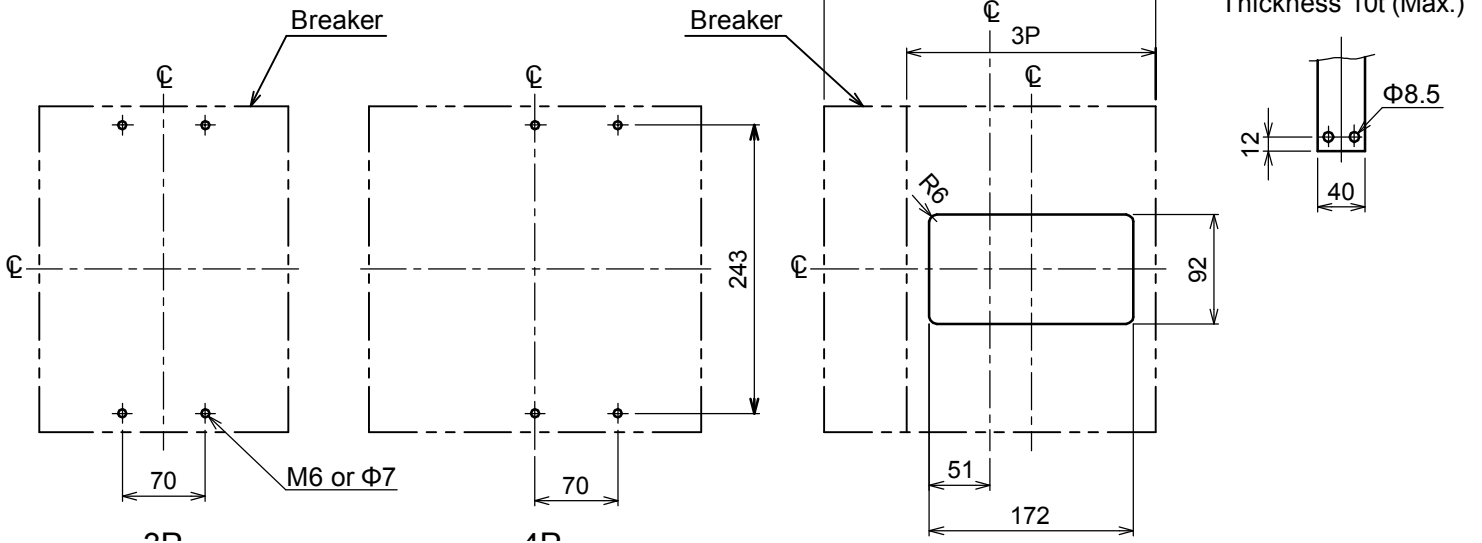 Breaker
Breaker
Thickness 10t (Max.)
℄
3P
℄
℄
℄
Φ8.5
12
40
R6
℄
243
℄
92
70
M6 or Φ7
70
51
172
3P
4P